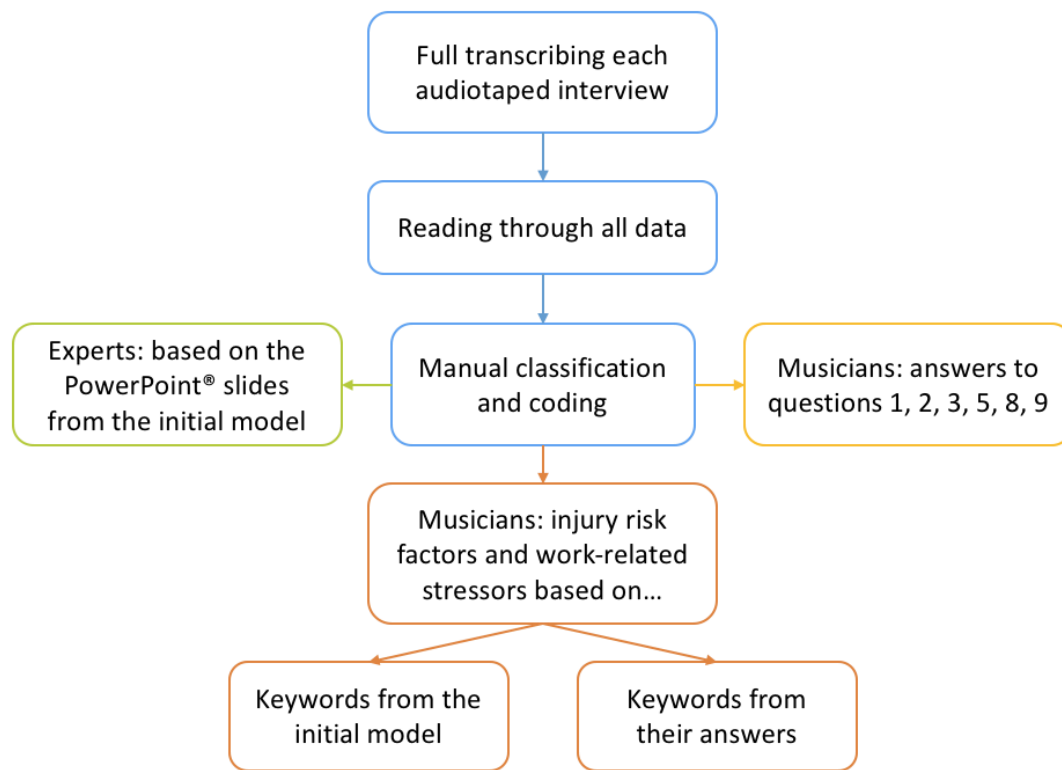 Full transcribing each
audiotaped interview
Reading through all data
Experts: based on the
PowerPoint® slides
from the initial model
Manual classification
and coding
Musicians: answers to
questions 1, 2, 3, 5, 8, 9
Musicians: injury risk
factors and work-related
stressors based on…
Keywords from the
initial model
Keywords from
their answers